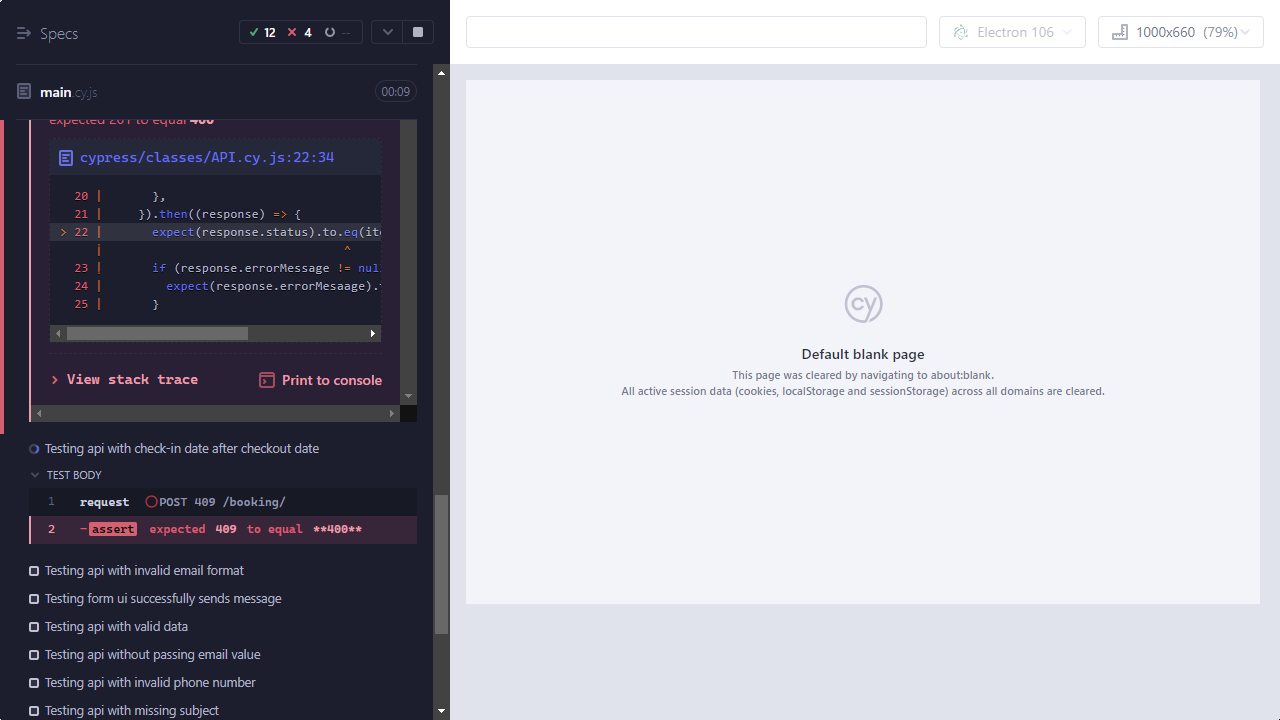 Specs
12 4 --
main.cy.js
00:09
expected 201 to equal 400
cypress/classes/API.cy.js:22:34
20 | },
21 | }).then((response) => {
> 22 | expect(response.status).to.eq(ite
| ^
23 | if (response.errorMessage != null
24 | expect(response.errorMesaage).
25 | }
View stack trace
Print to console
Testing api with check-in date after checkout date
TEST BODY
1 request POST 409 /booking/
2 -assert expected 409 to equal **400**
Testing api with invalid email format
Testing form ui successfully sends message
Testing api with valid data
Testing api without passing email value
Testing api with invalid phone number
Testing api with missing subject
Electron 106
1000x660 (79%)
cy
Default blank page
This page was cleared by navigating to about:blank.
All active session data (cookies, localStorage and sessionStorage) across all domains are cleared.